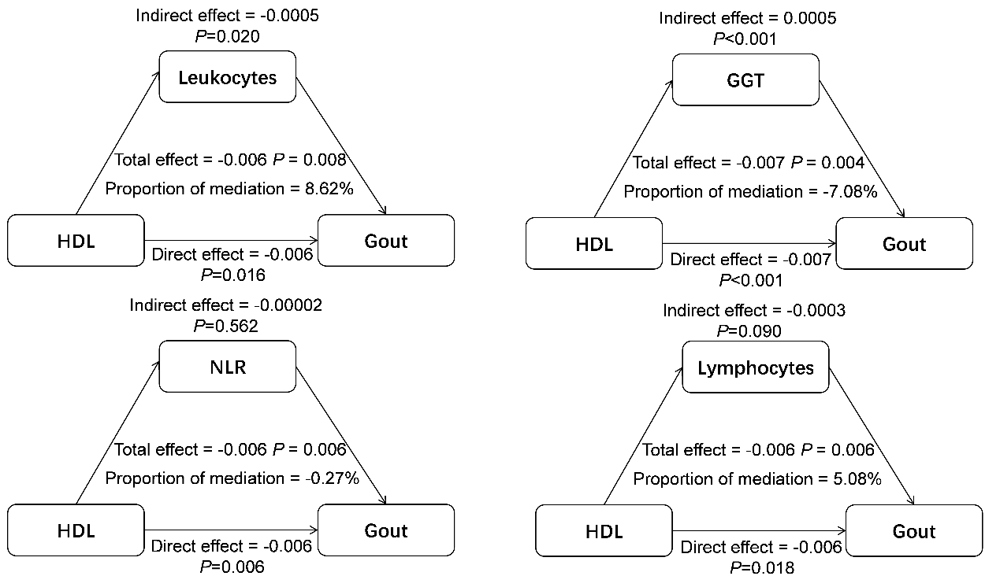 Indirect effect = -0.0005
P=0.020
Leukocytes
Total effect = -0.006 P = 0.008
Proportion of mediation = 8.62%
HDL
Gout
Direct effect = -0.006
P=0.016
Indirect effect = 0.0005
P<0.001
GGT
Total effect = -0.007 P = 0.004
Proportion of mediation = -7.08%
HDL
Gout
Direct effect = -0.007
P<0.001
Indirect effect = -0.00002
P=0.562
NLR
Total effect = -0.006 P = 0.006
Proportion of mediation = -0.27%
HDL
Gout
Direct effect = -0.006
P=0.006
Indirect effect = -0.0003
P=0.090
Lymphocytes
Total effect = -0.006 P = 0.006
Proportion of mediation = 5.08%
HDL
Gout
Direct effect = -0.006
P=0.018